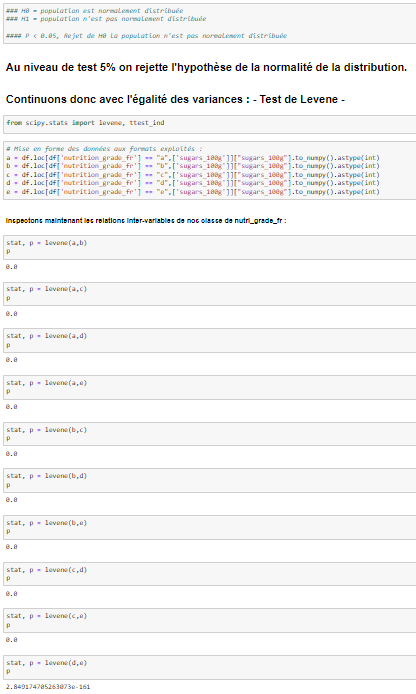 ### H0 = population est normalement distribuée
### H1 = population n'est pas normalement distribuée
#### P < 0.05, Rejet de H0 La population n'est pas normalement distribuée
Au niveau de test 5% on rejette l'hypothèse de la normalité de la distribution.
Continuons donc avec l'égalité des variances : - Test de Levene -
from scipy.stats import levene, ttest_ind
# Mise en forme des données aux formats exploités :
a = df.loc[df['nutrition_grade_fr'] == "a",['sugars_100g']]["sugars_100g"].to_numpy().astype(int)
b = df.loc[df['nutrition_grade_fr'] == "b",['sugars_100g']]["sugars_100g"].to_numpy().astype(int)
c = df.loc[df['nutrition_grade_fr'] == "c",['sugars_100g']]["sugars_100g"].to_numpy().astype(int)
d = df.loc[df['nutrition_grade_fr'] == "d",['sugars_100g']]["sugars_100g"].to_numpy().astype(int)
e = df.loc[df['nutrition_grade_fr'] == "e",['sugars_100g']]["sugars_100g"].to_numpy().astype(int)
Inspectons maintenant les relations inter-variables de nos classe de nutri_grade_fr :
stat, p = levene(a,b)
p
0.0
stat, p = levene(a,c)
p
0.0
stat, p = levene(a,d)
p
0.0
stat, p = levene(a,e)
p
0.0
stat, p = levene(b,c)
p
0.0
stat, p = levene(b,d)
p
0.0
stat, p = levene(b,e)
p
0.0
stat, p = levene(c,d)
p
0.0
stat, p = levene(c,e)
p
0.0
stat, p = levene(d,e)
p
2.849174705263073e-161